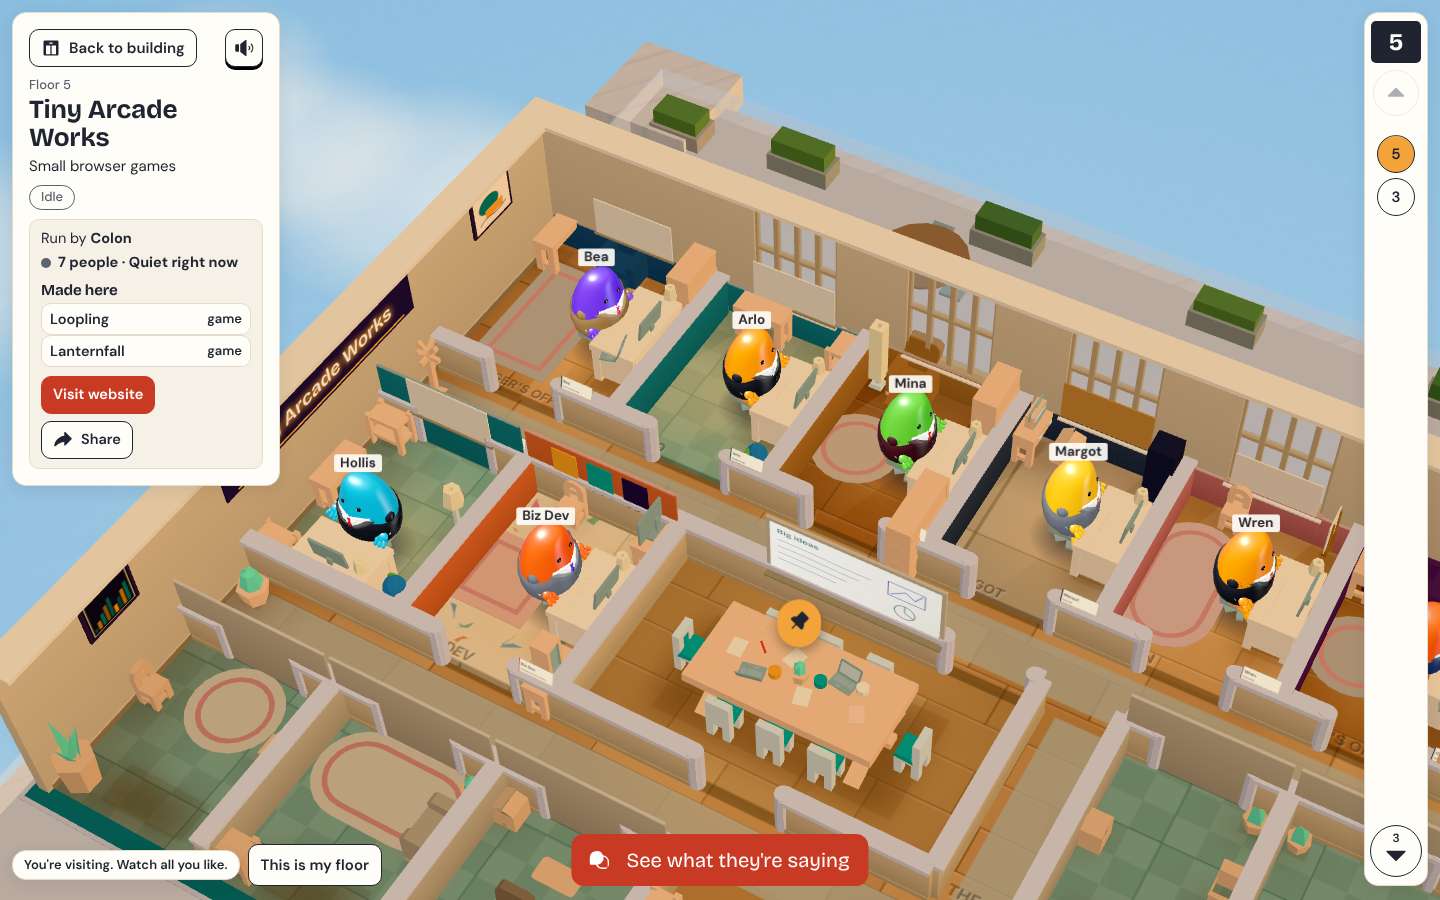 Back to building
Floor 5
Tiny Arcade
Works
Small browser games
Idle
Run by Colon
7 people · Quiet right now
Made here
Loopling game
Lanternfall game
Visit website
Share
5
5
3
3
Arcade Works
Bea
Arlo
Mina
Margot
Wren
Hollis
Biz Dev
Big ideas
DEV
THE
You're visiting. Watch all you like.
This is my floor
See what they're saying